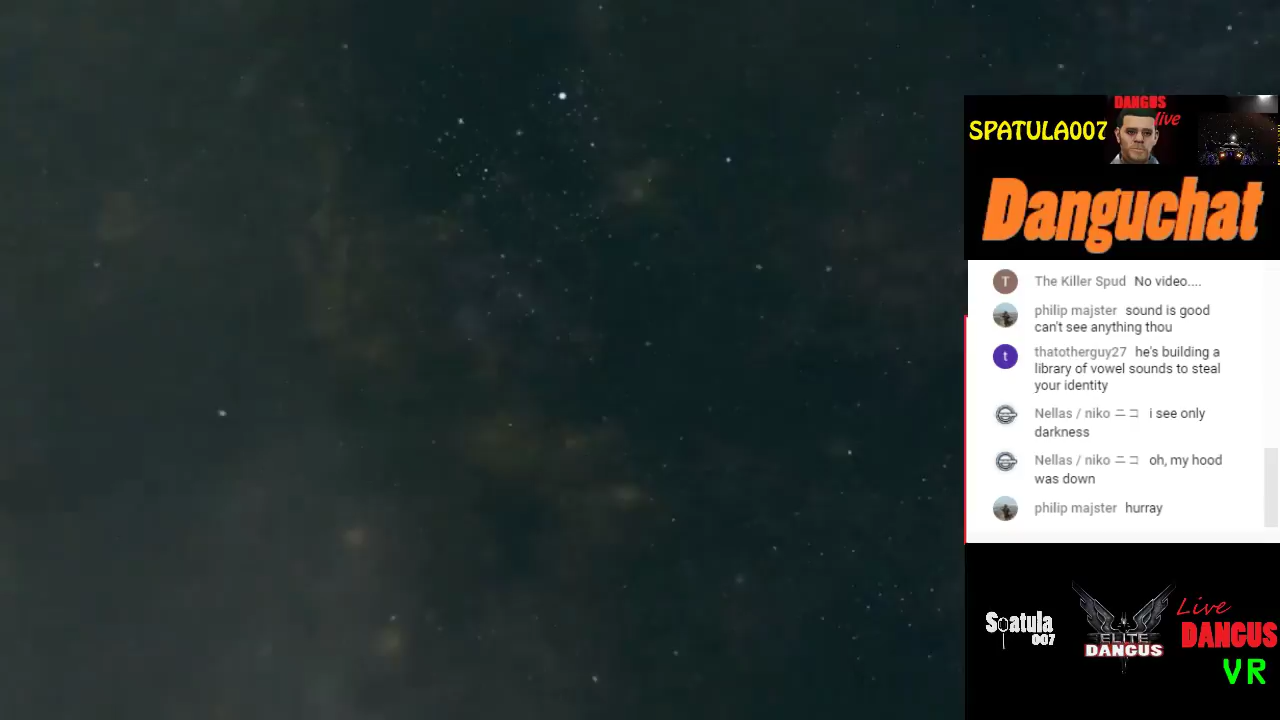 DANGUS
live
SPATULA007
Danguchat
T
The Killer Spud No video....
philip majster sound is good
can't see anything thou
t
thatotherguy27 he's building a
library of vowel sounds to steal
your identity
Nellas / niko ニコ i see only
darkness
Nellas / niko ニコ oh, my hood
was down
philip majster hurray
Spatula
007
ELITE
DANGUS
Live
DANGUS
VR